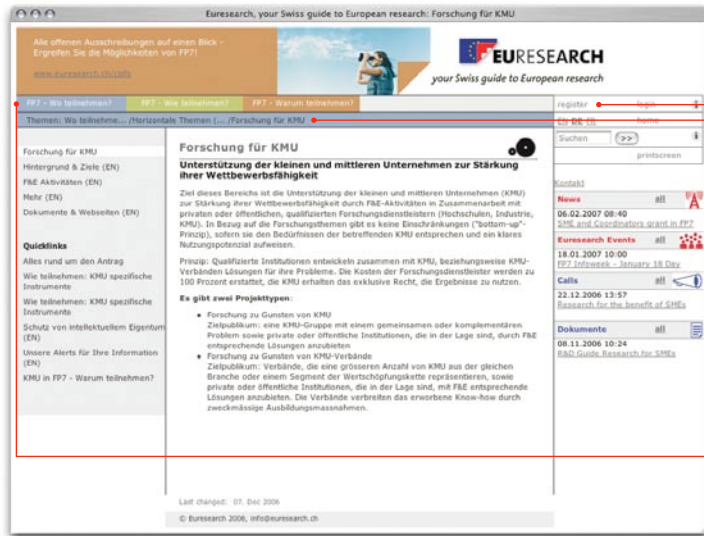 Euresearch, your Swiss guide to European research: Forschung für KMU
Alle offenen Ausschreibungen auf einen Blick -
Ergreifen Sie die Möglichkeiten von FP7!
www.euresearch.ch/calls
EURESEARCH
your Swiss guide to European research
FP7 - Wo teilnehmen? FP7 - Wie teilnehmen? FP7 - Warum teilnehmen?
register login
Themen: Wo teilnehme... /Horizontale Themen (... /Forschung für KMU
EN DE FR home
Suchen >>
printscreen
Forschung für KMU
Hintergrund & Ziele (EN)
F&E Aktivitäten (EN)
Mehr (EN)
Dokumente & Webseiten (EN)
Quicklinks
Alles rund um den Antrag
Wie teilnehmen: KMU spezifische
Instrumente
Wie teilnehmen: KMU spezifische
Instrumente
Schutz von intellektuellem Eigentum
(EN)
Unsere Alerts für Ihre Information
(EN)
KMU in FP7 - Warum teilnehmen?
Forschung für KMU
Unterstützung der kleinen und mittleren Unternehmen zur Stärkung
ihrer Wettbewerbsfähigkeit
Ziel dieses Bereichs ist die Unterstützung der kleinen und mittleren Unternehmen (KMU)
zur Stärkung ihrer Wettbewerbsfähigkeit durch F&E-Aktivitäten in Zusammenarbeit mit
privaten oder öffentlichen, qualifizierten Forschungsdienstleistern (Hochschulen, Industrie,
KMU). In Bezug auf die Forschungsthemen gibt es keine Einschränkungen ("bottom-up"-
Prinzip), sofern sie den Bedürfnissen der betreffenden KMU entsprechen und ein klares
Nutzungspotenzial aufweisen.
Prinzip: Qualifizierte Institutionen entwickeln zusammen mit KMU, beziehungsweise KMU-
Verbänden Lösungen für ihre Probleme. Die Kosten der Forschungsdienstleister werden zu
100 Prozent erstattet, die KMU erhalten das exklusive Recht, die Ergebnisse zu nutzen.
Es gibt zwei Projekttypen:
• Forschung zu Gunsten von KMU
Zielpublikum: eine KMU-Gruppe mit einem gemeinsamen oder komplementären
Problem sowie private oder öffentliche Institutionen, die in der Lage sind, durch F&E
entsprechende Lösungen anzubieten
• Forschung zu Gunsten von KMU-Verbände
Zielpublikum: Verbände, die eine grösseren Anzahl von KMU aus der gleichen
Branche oder einem Segment der Wertschöpfungskette repräsentieren, sowie
private oder öffentliche Institutionen, die in der Lage sind, mit F&E entsprechende
Lösungen anzubieten. Die Verbände verbreiten das erworbene Know-how durch
zweckmässige Ausbildungsmassnahmen.
Kontakt
News all
06.02.2007 08:40
SME and Coordinators grant in FP7
Euresearch Events all
18.01.2007 10:00
FP7 Infoweek - January 18 Day
Calls all
22.12.2006 13:57
Research for the benefit of SMEs
Dokumente all
08.11.2006 10:24
R&D Guide Research for SMEs
Last changed: 07. Dec 2006
© Euresearch 2006, info@euresearch.ch